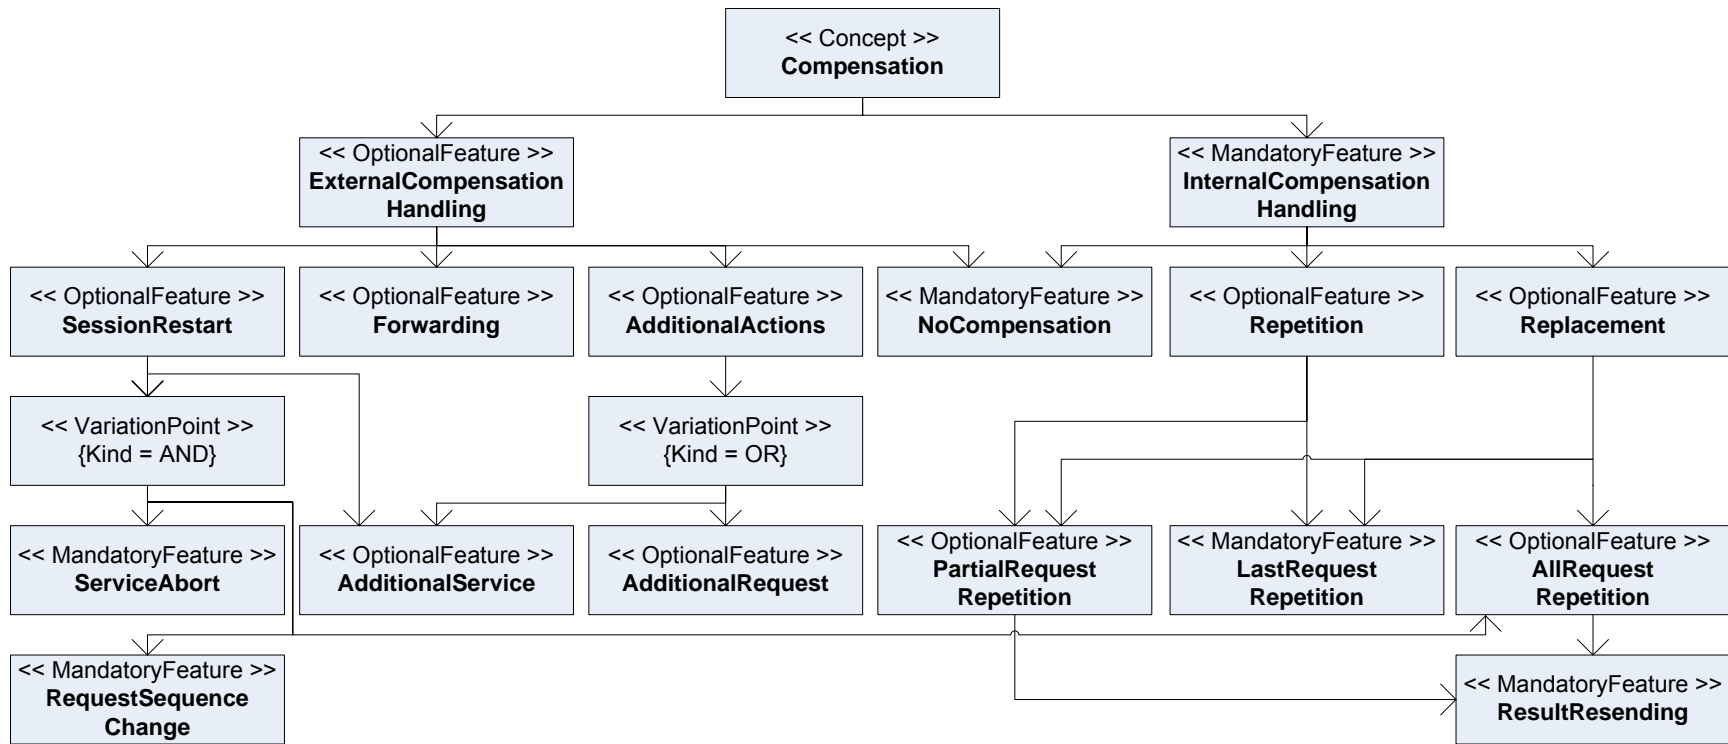 << Concept >>
Compensation
<< OptionalFeature >>
ExternalCompensation
Handling
<< MandatoryFeature >>
InternalCompensation
Handling
<< OptionalFeature >>
SessionRestart
<< OptionalFeature >>
Forwarding
<< OptionalFeature >>
AdditionalActions
<< MandatoryFeature >>
NoCompensation
<< OptionalFeature >>
Repetition
<< OptionalFeature >>
Replacement
<< VariationPoint >>
{Kind = AND}
<< VariationPoint >>
{Kind = OR}
<< MandatoryFeature >>
ServiceAbort
<< OptionalFeature >>
AdditionalService
<< OptionalFeature >>
AdditionalRequest
<< OptionalFeature >>
PartialRequest
Repetition
<< MandatoryFeature >>
LastRequest
Repetition
<< OptionalFeature >>
AllRequest
Repetition
<< MandatoryFeature >>
RequestSequence
Change
<< MandatoryFeature >>
ResultResending